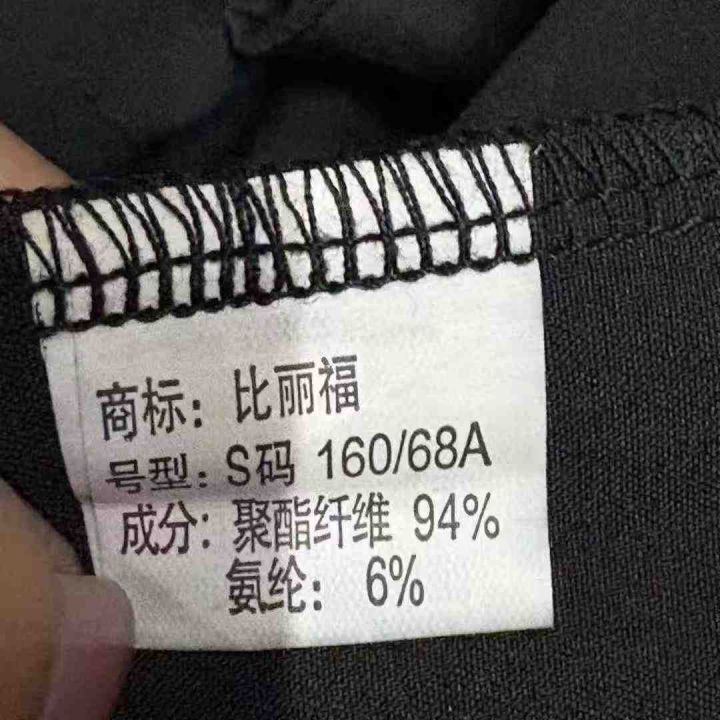 商标：比丽福
号型：S码 160/68A
成分：聚酯纤维 94%
氨纶： 6%